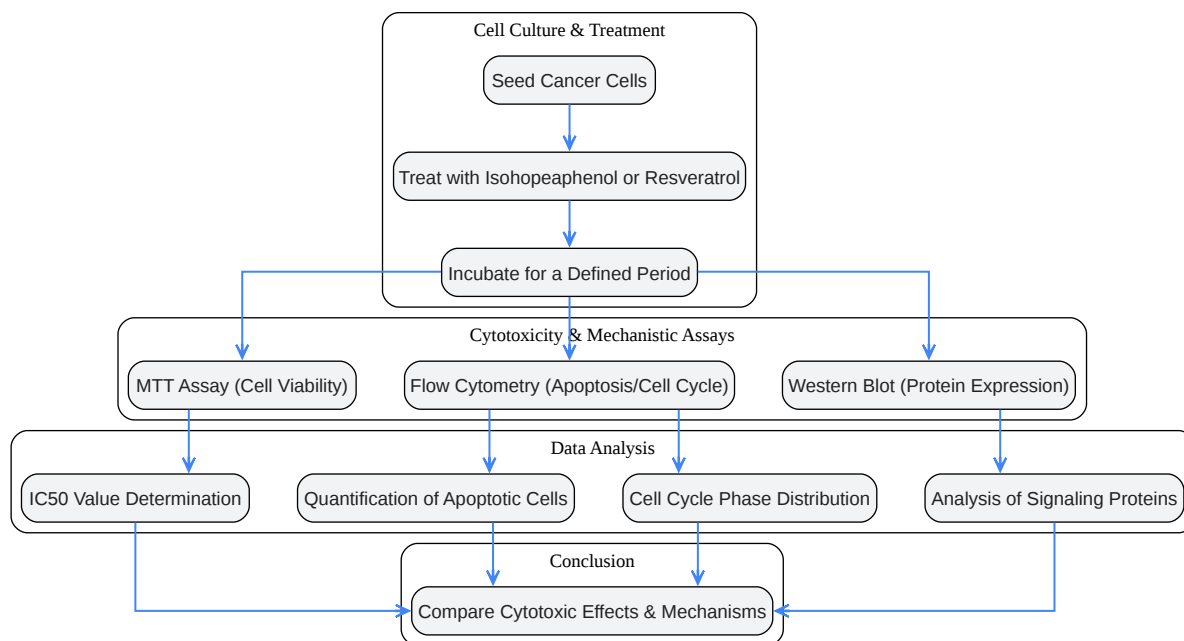 Cell Culture & Treatment
Seed Cancer Cells
Treat with Isohopeaphenol or Resveratrol
Incubate for a Defined Period
Cytotoxicity & Mechanistic Assays
MTT Assay (Cell Viability)
Flow Cytometry (Apoptosis/Cell Cycle)
Western Blot (Protein Expression)
Data Analysis
IC50 Value Determination
Quantification of Apoptotic Cells
Cell Cycle Phase Distribution
Analysis of Signaling Proteins
Conclusion
Compare Cytotoxic Effects & Mechanisms